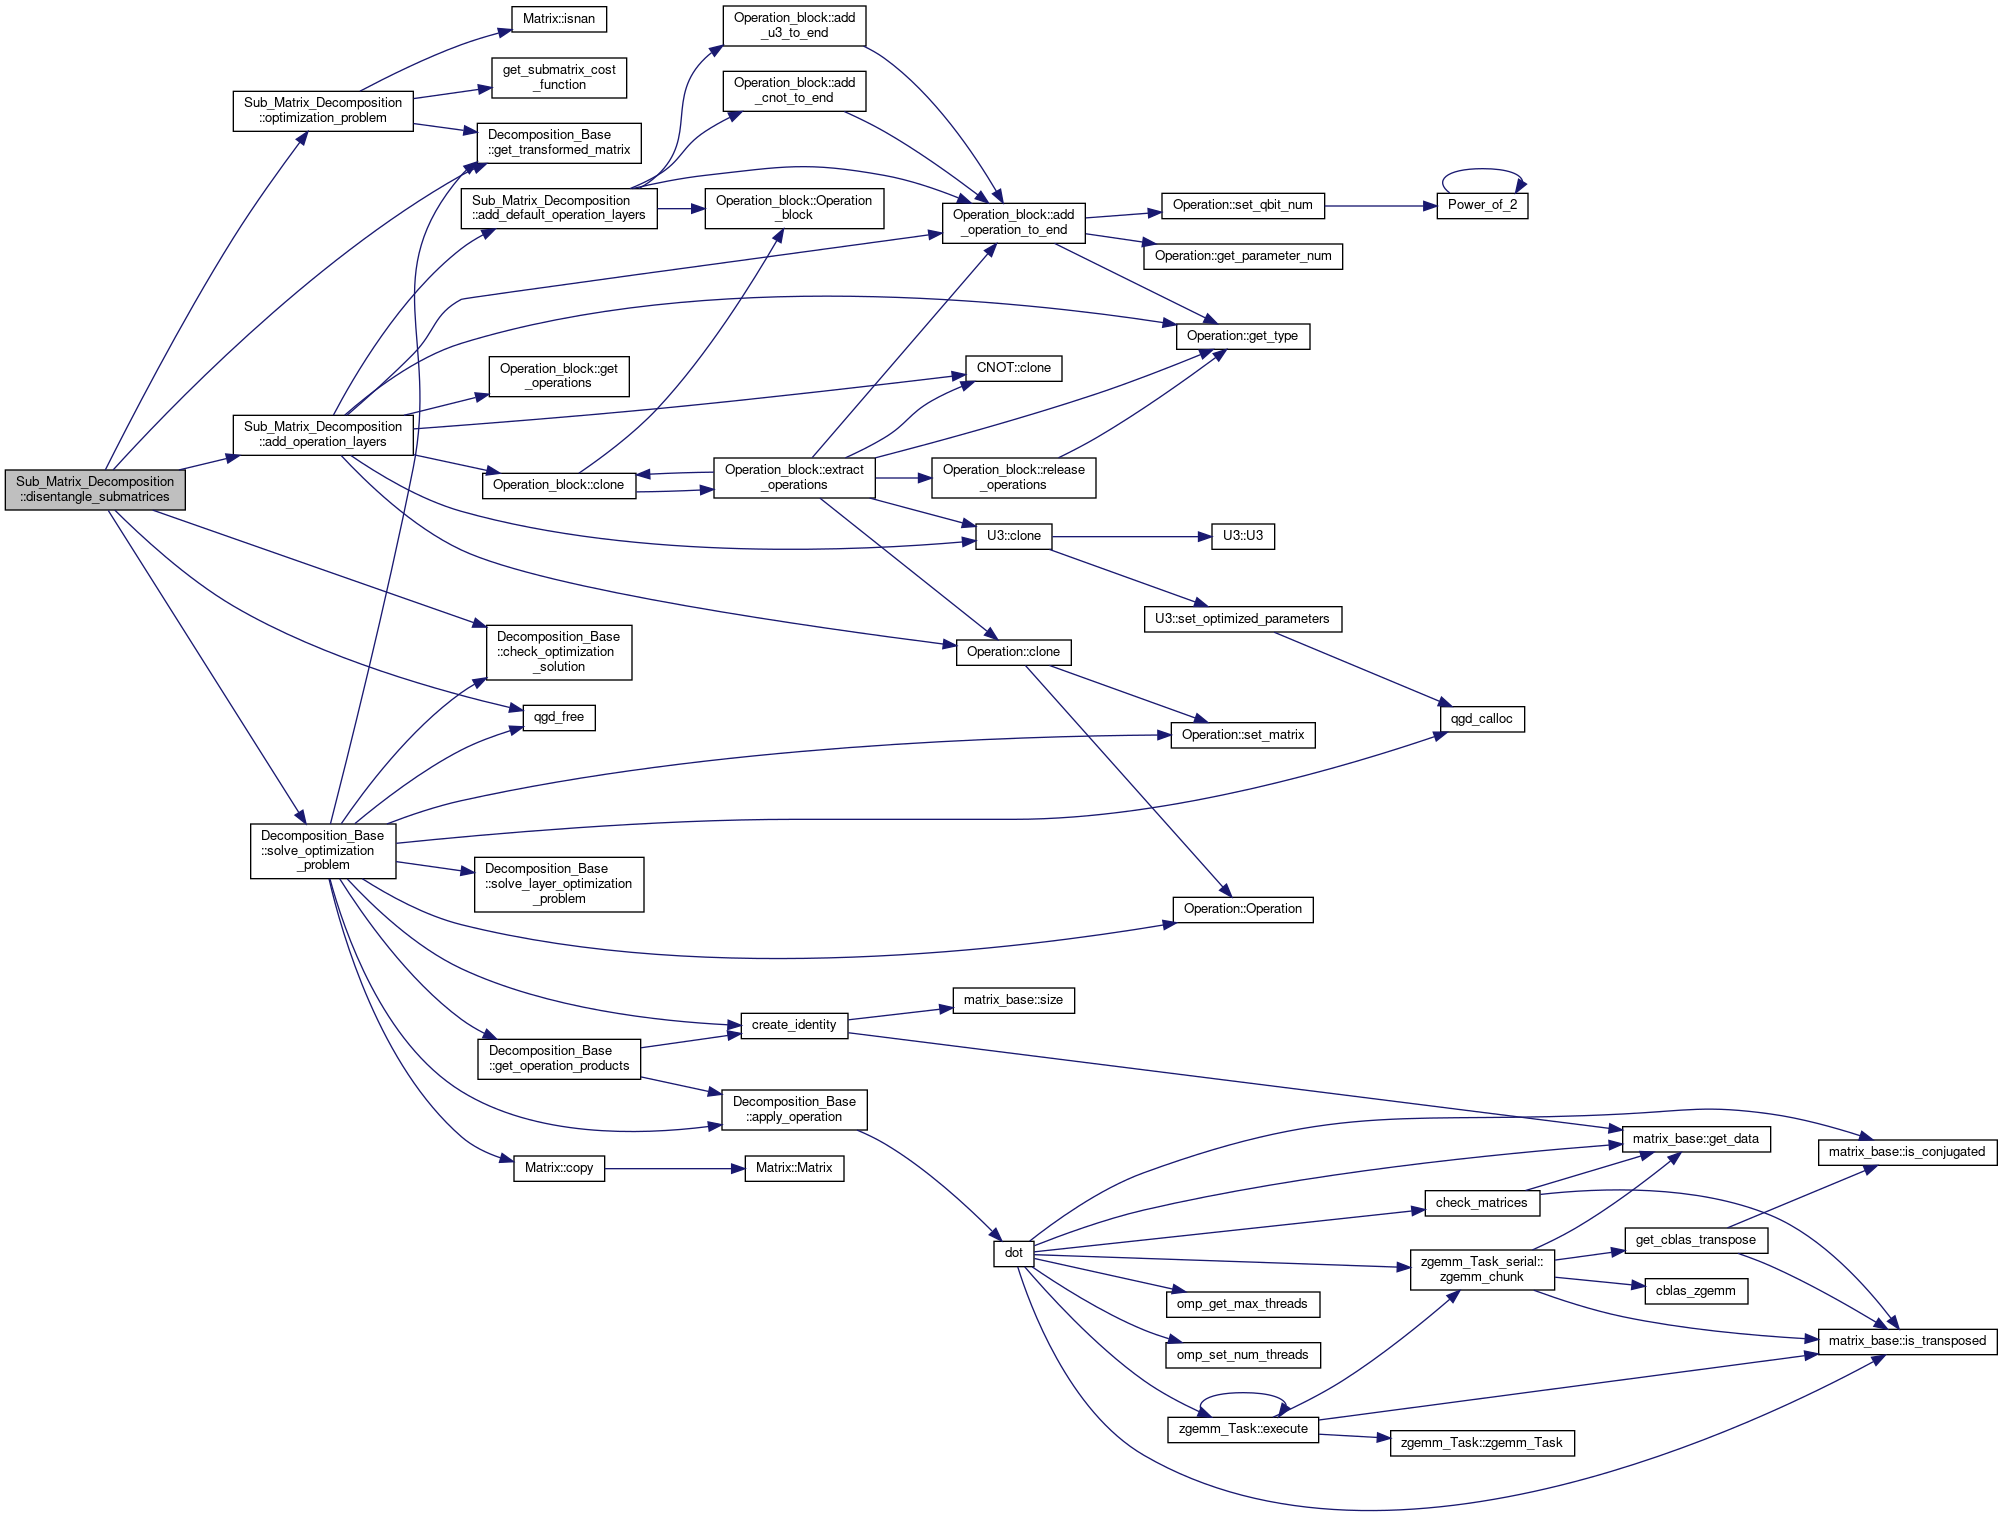 Matrix::isnan
get_submatrix_cost
_function
Sub_Matrix_Decomposition
::optimization_problem
Decomposition_Base
::get_transformed_matrix
Operation_block::add
_u3_to_end
Operation_block::add
_cnot_to_end
Sub_Matrix_Decomposition
::add_default_operation_layers
Operation_block::Operation
_block
Operation_block::add
_operation_to_end
Operation::set_qbit_num
Power_of_2
Operation::get_parameter_num
Operation::get_type
Operation_block::get
_operations
CNOT::clone
Sub_Matrix_Decomposition
::add_operation_layers
Operation_block::clone
Operation_block::extract
_operations
Operation_block::release
_operations
Sub_Matrix_Decomposition
::disentangle_submatrices
U3::clone
U3::U3
U3::set_optimized_parameters
Decomposition_Base
::check_optimization
_solution
Operation::clone
qgd_free
Operation::set_matrix
qgd_calloc
Decomposition_Base
::solve_optimization
_problem
Decomposition_Base
::solve_layer_optimization
_problem
Operation::Operation
matrix_base::size
create_identity
Decomposition_Base
::get_operation_products
Decomposition_Base
::apply_operation
Matrix::copy
Matrix::Matrix
matrix_base::get_data
matrix_base::is_conjugated
check_matrices
get_cblas_transpose
dot
zgemm_Task_serial::
zgemm_chunk
cblas_zgemm
omp_get_max_threads
omp_set_num_threads
matrix_base::is_transposed
zgemm_Task::execute
zgemm_Task::zgemm_Task